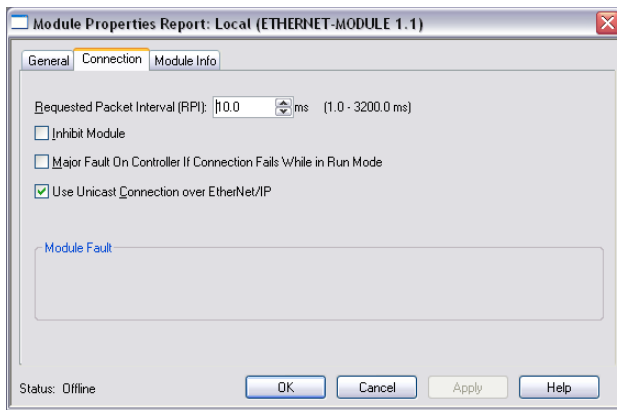 Module Properties Report: Local (ETHERNET-MODULE 1.1)
General Connection Module Info
Requested Packet Interval (RPI): 10.0 ms (1.0 - 3200.0 ms)
Inhibit Module
Major Fault On Controller If Connection Fails While in Run Mode
Use Unicast Connection over EtherNet/IP
Module Fault
Status: Offline OK Cancel Apply Help